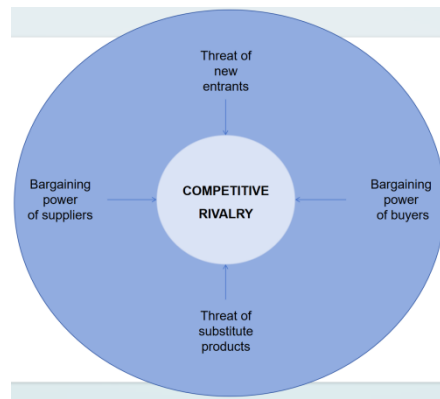 Threat of
new
entrants
Bargaining
power
of suppliers
COMPETITIVE
RIVALRY
Bargaining
power
of buyers
Threat of
substitute
products